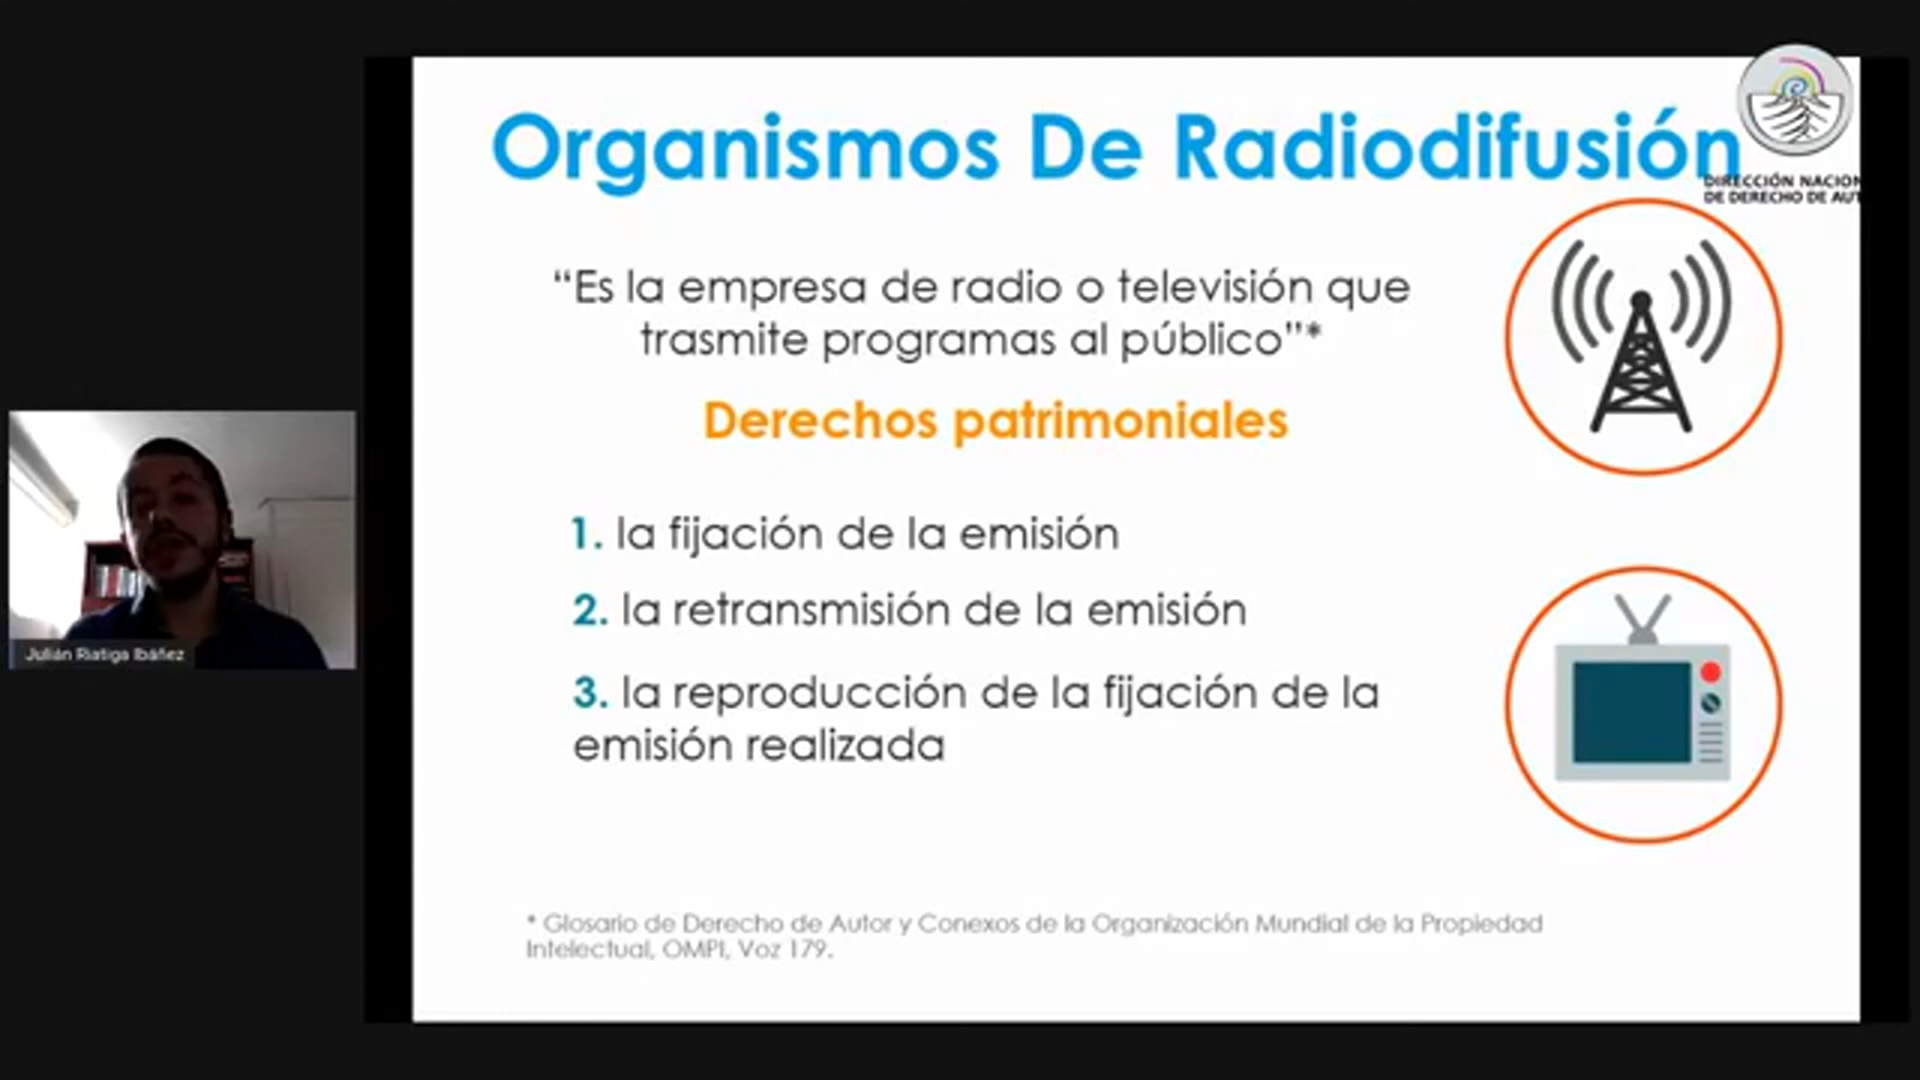 Organismos De Radiodifusión
DIRECCIÓN NACION
DE DERECHO DE AUT
“Es la empresa de radio o televisión que
trasmite programas al público”*
Derechos patrimoniales
1. la fijación de la emisión
2. la retransmisión de la emisión
3. la reproducción de la fijación de la
emisión realizada
Julián Riatiga Ibáñez
* Glosario de Derecho de Autor y Conexos de la Organización Mundial de la Propiedad
Intelectual, OMPI, Voz 179.